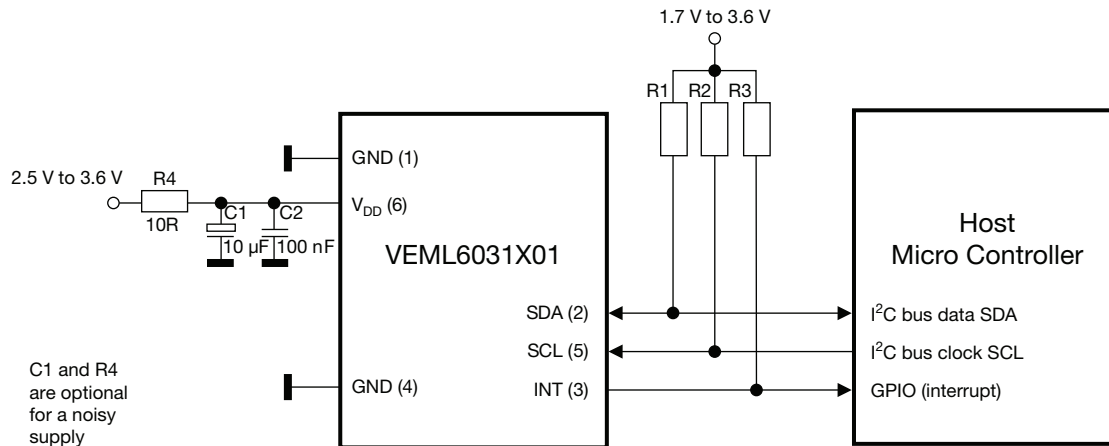 1.7 V to 3.6 V
R1 R2 R3
GND (1)
2.5 V to 3.6 V
R4
10R
C1
10 µF
C2
100 nF
V_DD (6)
VEML6031X01
Host
Micro Controller
SDA (2)
I²C bus data SDA
SCL (5)
I²C bus clock SCL
GND (4)
INT (3)
GPIO (interrupt)
C1 and R4
are optional
for a noisy
supply